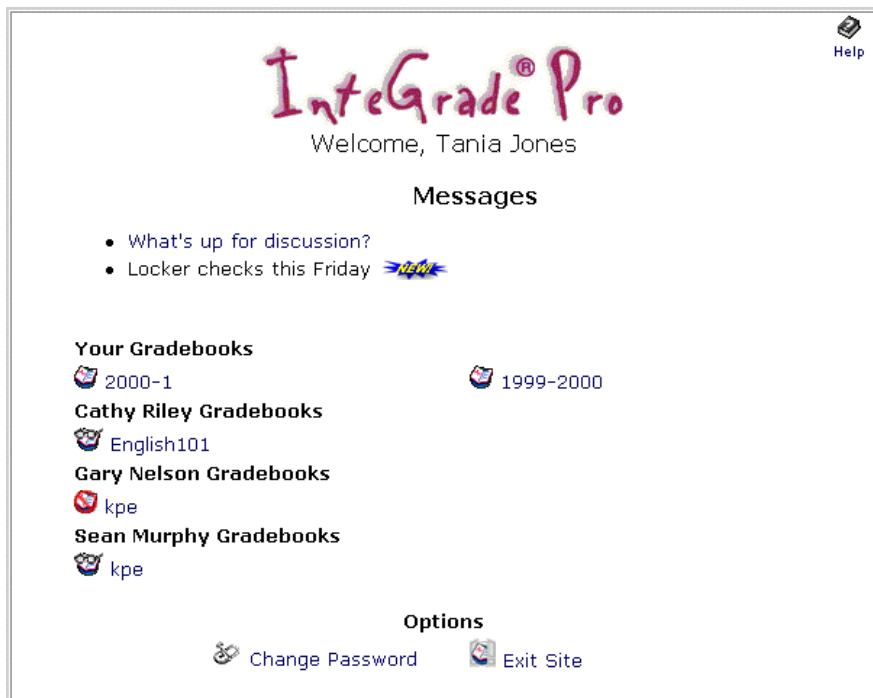 Help
InteGrade® Pro
Welcome, Tania Jones
Messages
• What's up for discussion?
• Locker checks this Friday NEW!
Your Gradebooks
2000-1 1999-2000
Cathy Riley Gradebooks
English101
Gary Nelson Gradebooks
kpe
Sean Murphy Gradebooks
kpe
Options
Change Password Exit Site